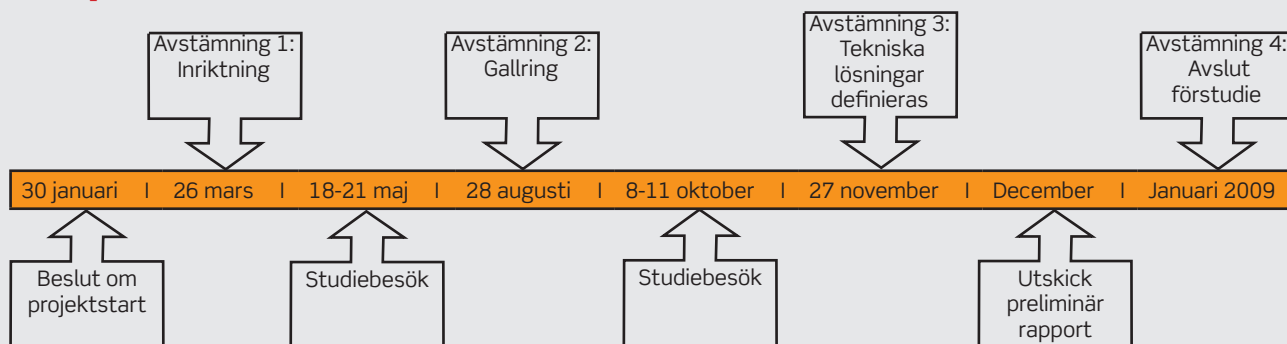 Avstämning 1:
Inriktning
Avstämning 2:
Gallring
Avstämning 3:
Tekniska
lösningar
definieras
Avstämning 4:
Avslut
förstudie
30 januari | 26 mars | 18-21 maj | 28 augusti | 8-11 oktober | 27 november | December | Januari 2009
Beslut om
projektstart
Studiebesök
Studiebesök
Utskick
preliminär
rapport